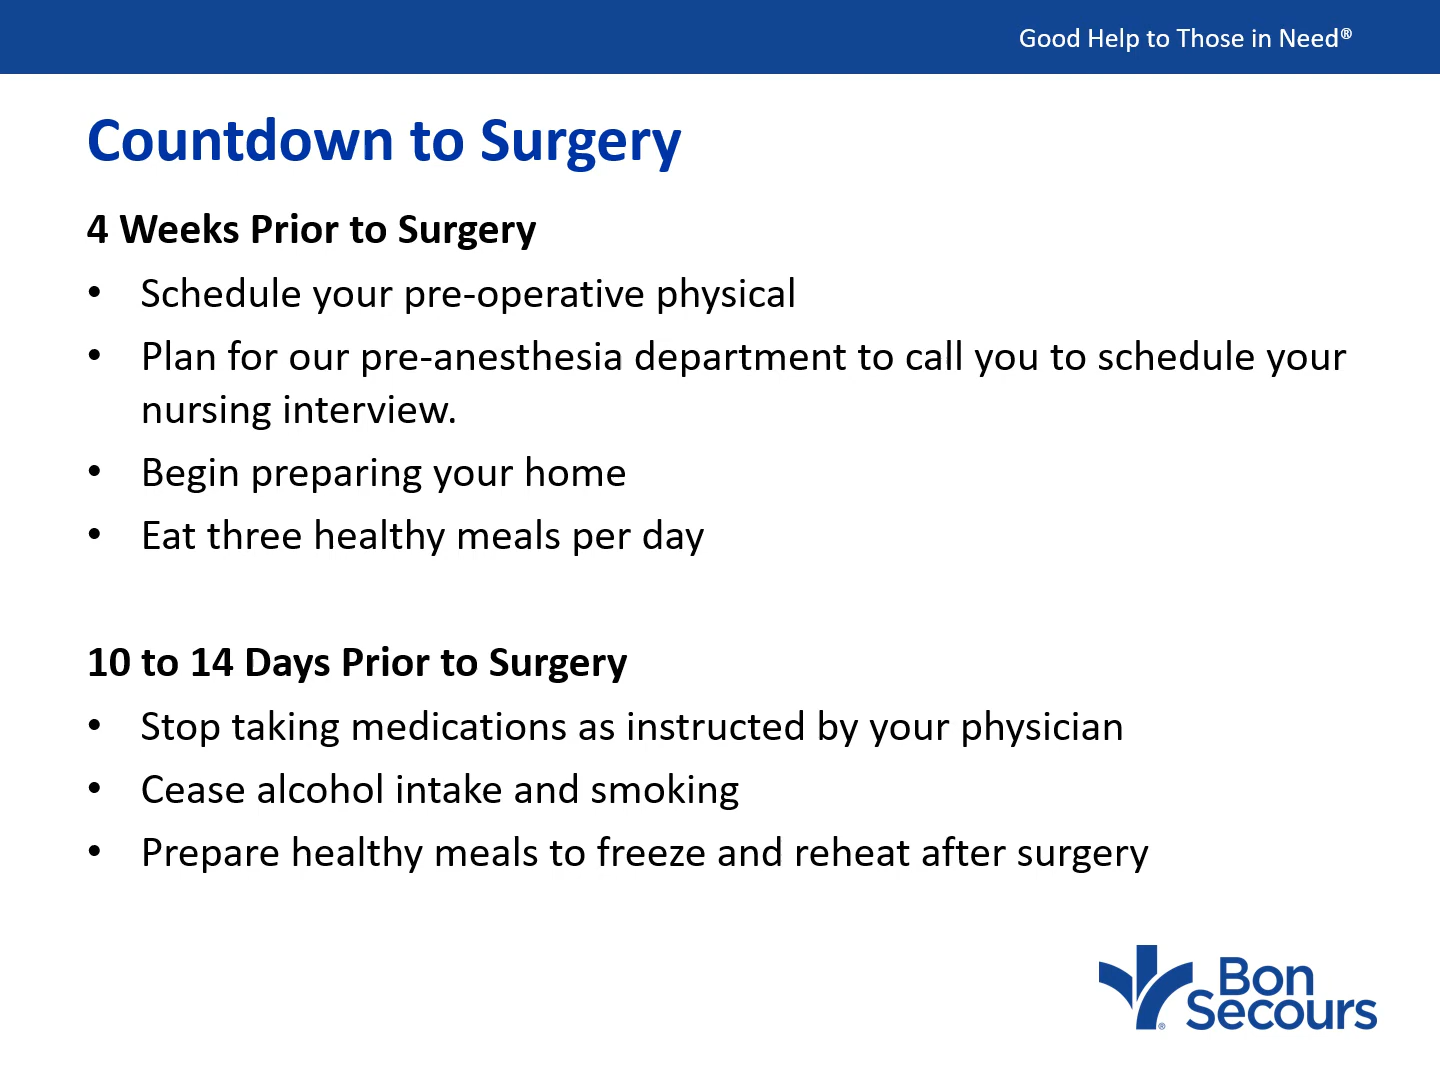 Good Help to Those in Need®
Countdown to Surgery
4 Weeks Prior to Surgery
• Schedule your pre-operative physical
• Plan for our pre-anesthesia department to call you to schedule your
nursing interview.
• Begin preparing your home
• Eat three healthy meals per day
10 to 14 Days Prior to Surgery
• Stop taking medications as instructed by your physician
• Cease alcohol intake and smoking
• Prepare healthy meals to freeze and reheat after surgery
Bon
Secours
®